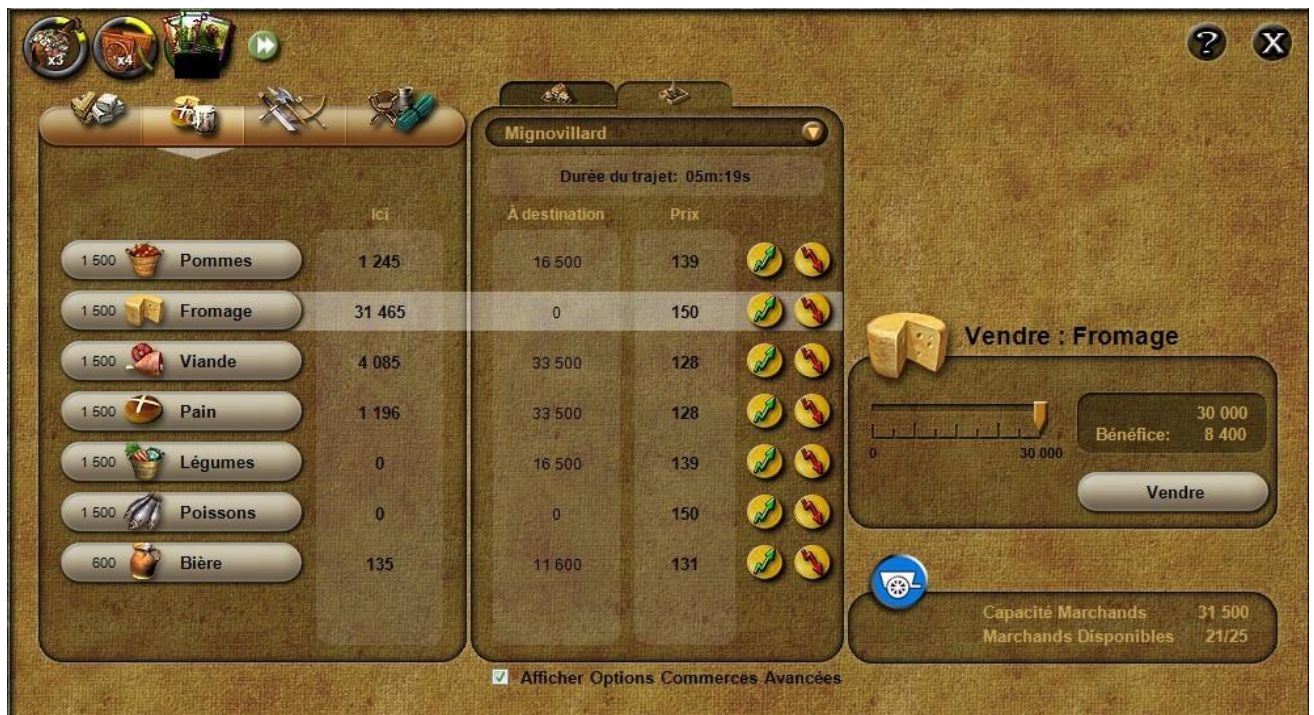 x3
x4
? X
Mignovillard
Durée du trajet: 05m:19s
Ici À destination Prix
1 500 Pommes 1 245 16 500 139
1 500 Fromage 31 465 0 150
1 500 Viande 4 085 33 500 128
1 500 Pain 1 196 33 500 128
1 500 Légumes 0 16 500 139
1 500 Poissons 0 0 150
600 Bière 135 11 600 131
Vendre : Fromage
30 000
Bénéfice: 8 400
0 30 000
Vendre
Capacité Marchands 31 500
Marchands Disponibles 21/25
Afficher Options Commerces Avancées